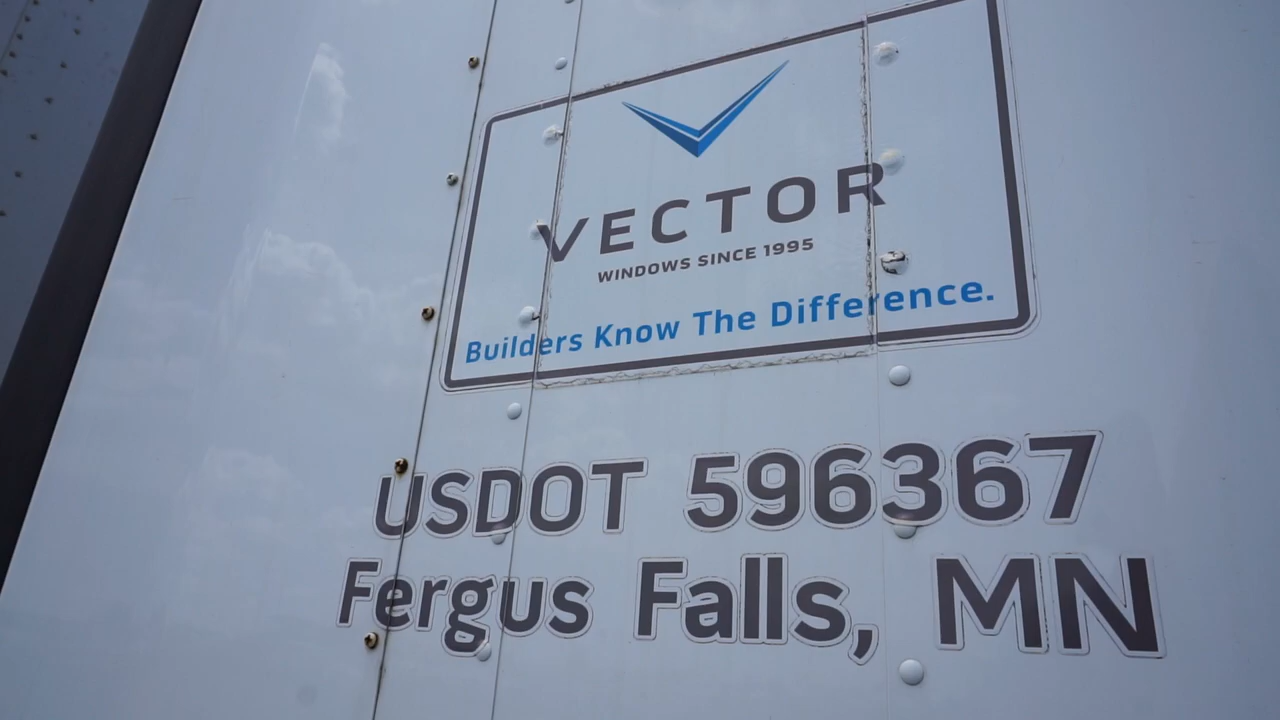 VECTOR
WINDOWS SINCE 1995
Builders Know The Difference.
USDOT 596367
Fergus Falls, MN